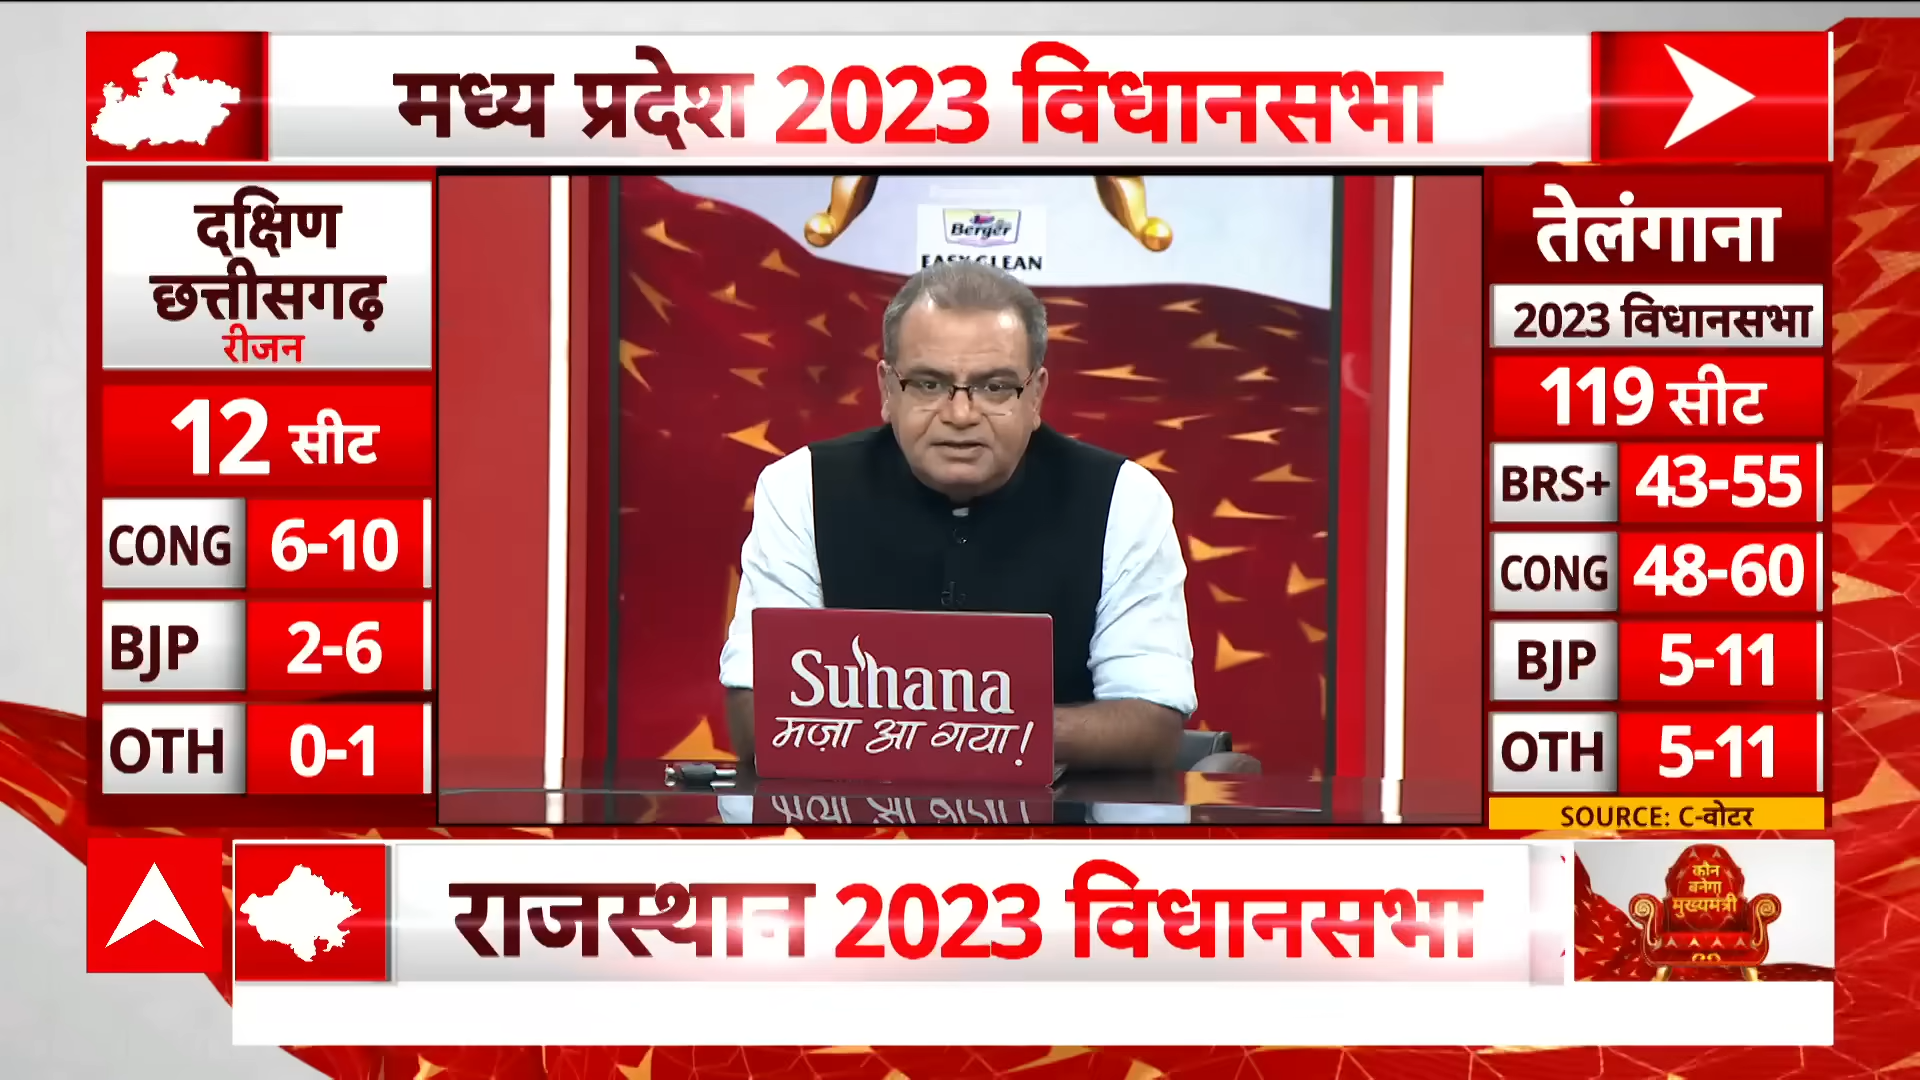 मध्य प्रदेश 2023 विधानसभा
दक्षिण
छत्तीसगढ़
रीजन
12 सीट
CONG 6-10
BJP 2-6
OTH 0-1
Berger
EASY CLEAN
Suhana
मज़ा आ गया!
तेलंगाना
2023 विधानसभा
119 सीट
BRS+ 43-55
CONG 48-60
BJP 5-11
OTH 5-11
SOURCE: C-वोटर
राजस्थान 2023 विधानसभा
कौन
बनेगा
मुख्यमंत्री